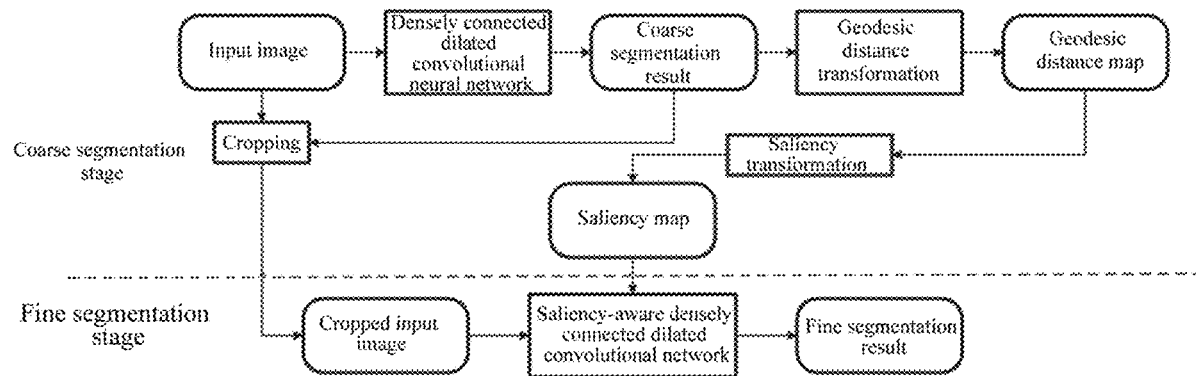 Input image
Densely connected
dilated
convolutional
neural network
Coarse
segmentation
result
Geodesic
distance
transformation
Geodesic
distance map
Cropping
Coarse segmentation
stage
Saliency
transformation
Saliency map
Fine segmentation
stage
Cropped input
image
Saliency-aware densely
connected dilated
convolutional network
Fine segmentation
result